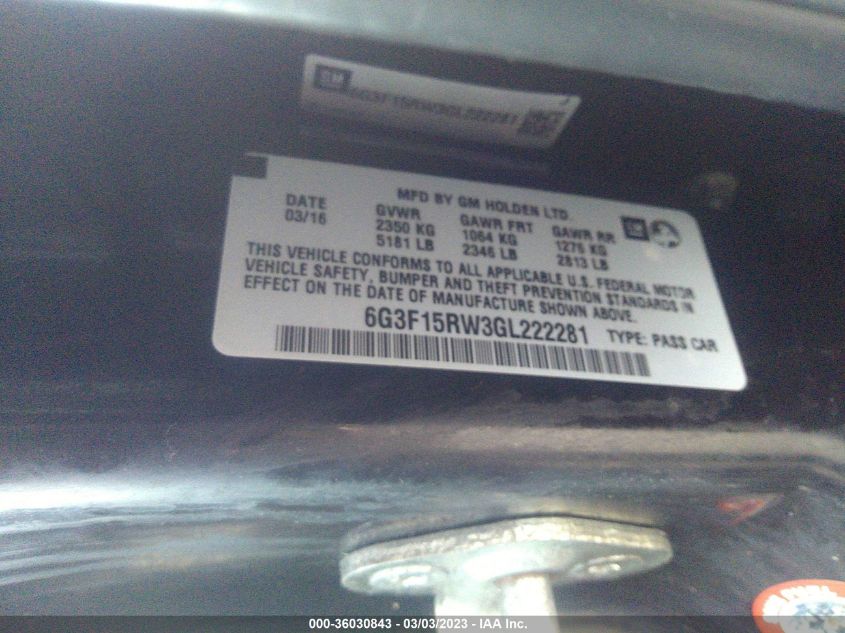 GM
6G3F15RW3GL222281
MFD BY GM HOLDEN LTD.
DATE GVWR GAWR FRT GAWR RR
03/16 2350 KG 1064 KG 1276 KG
5181 LB 2346 LB 2813 LB
GM
THIS VEHICLE CONFORMS TO ALL APPLICABLE U.S. FEDERAL MOTOR
VEHICLE SAFETY, BUMPER AND THEFT PREVENTION STANDARDS IN
EFFECT ON THE DATE OF MANUFACTURE SHOWN ABOVE.
6G3F15RW3GL222281 TYPE: PASS CAR
000-36030843 - 03/03/2023 - IAA Inc.